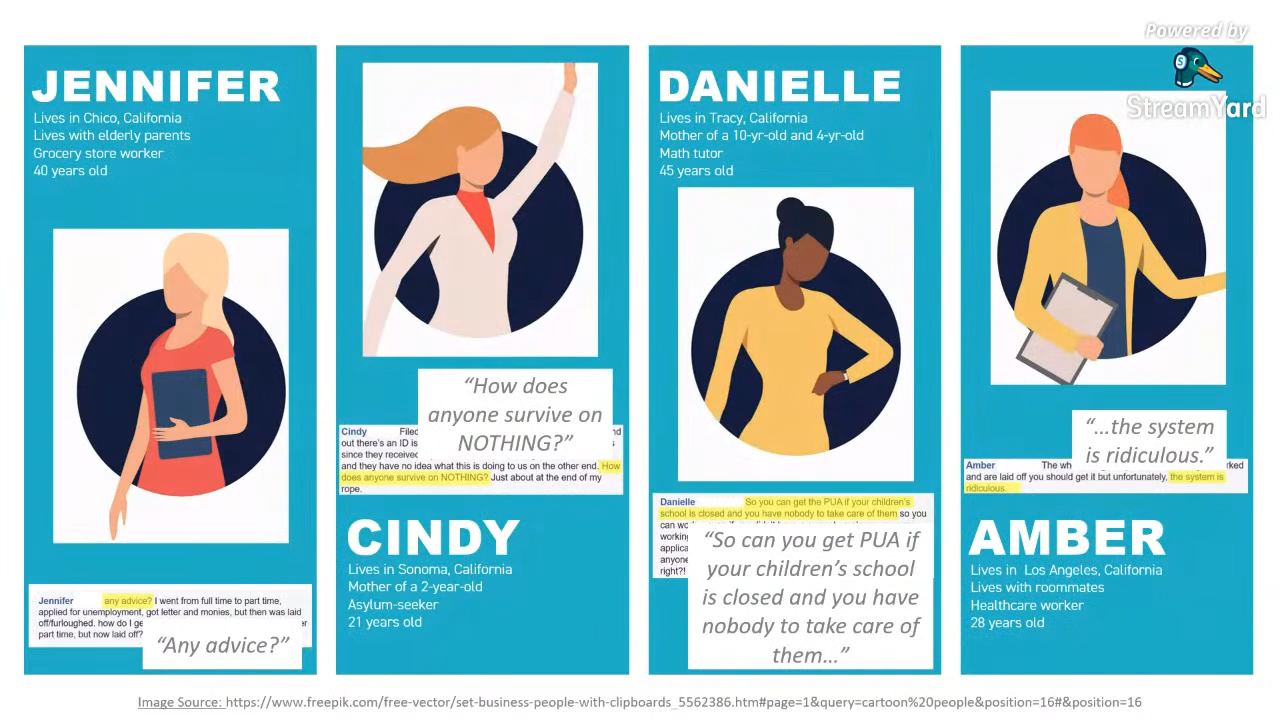 Powered by
StreamYard
JENNIFER
Lives in Chico, California
Lives with elderly parents
Grocery store worker
40 years old
Jennifer any advice? I went from full time to part time,
applied for unemployment, got letter and monies, but then was laid
off/furloughed. how do I ge
part time, but now laid off?
"Any advice?"
"How does
anyone survive on
NOTHING?"
Cindy Filed
out there's an ID is
since they received
and they have no idea what this is doing to us on the other end. How
does anyone survive on NOTHING? Just about at the end of my
rope.
CINDY
Lives in Sonoma, California
Mother of a 2-year-old
Asylum-seeker
21 years old
DANIELLE
Lives in Tracy, California
Mother of a 10-yr-old and 4-yr-old
Math tutor
45 years old
Danielle So you can get the PUA if your children's
school is closed and you have nobody to take care of them so you
can wo
working
applica
anyone
right?!
"So can you get PUA if
your children's school
is closed and you have
nobody to take care of
them…"
"…the system
is ridiculous."
Amber The wh rked
and are laid off you should get it but unfortunately, the system is
ridiculous.
AMBER
Lives in Los Angeles, California
Lives with roommates
Healthcare worker
28 years old
Image Source: https://www.freepik.com/free-vector/set-business-people-with-clipboards_5562386.htm#page=1&query=cartoon%20people&position=16#&position=16